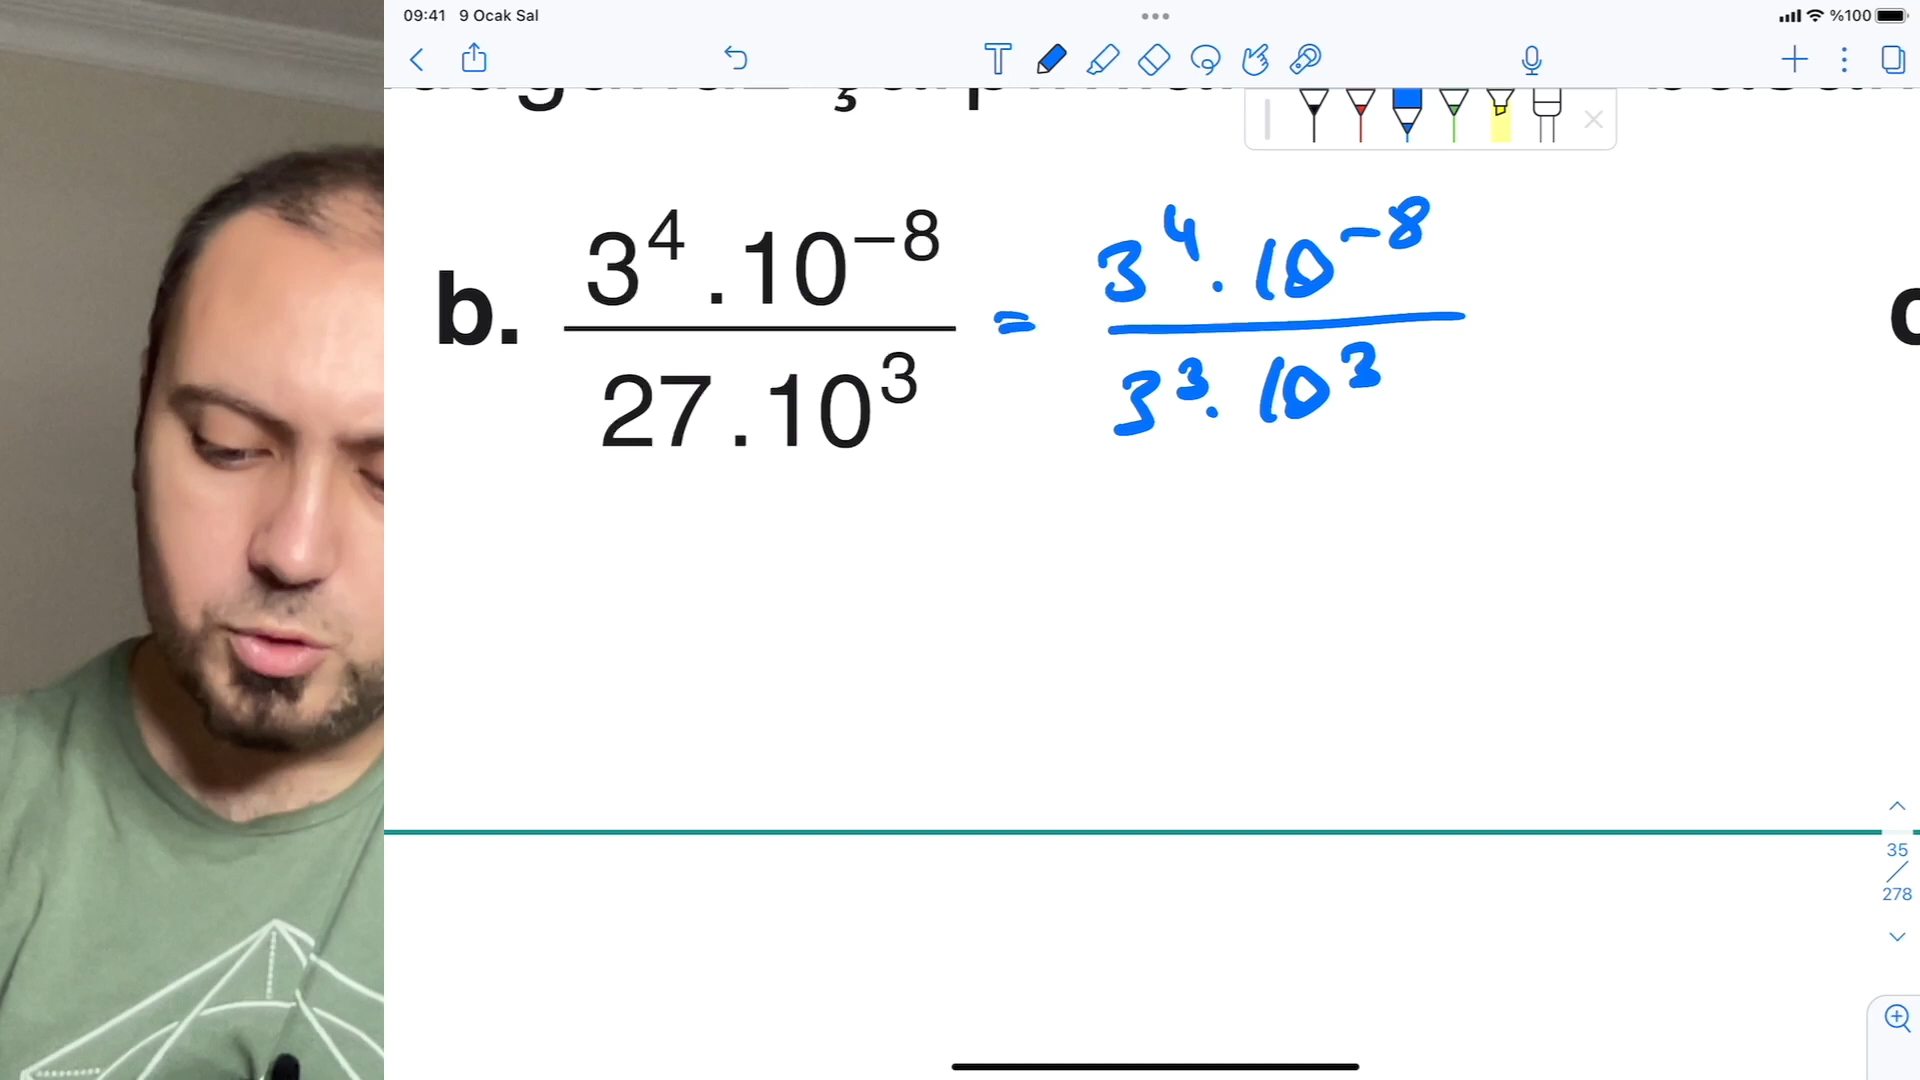 09:41 9 Ocak Sal %100
b. 3⁴ . 10⁻⁸ / 27 . 10³ = 3⁴ . 10⁻⁸ / 3³ . 10³
35 / 278